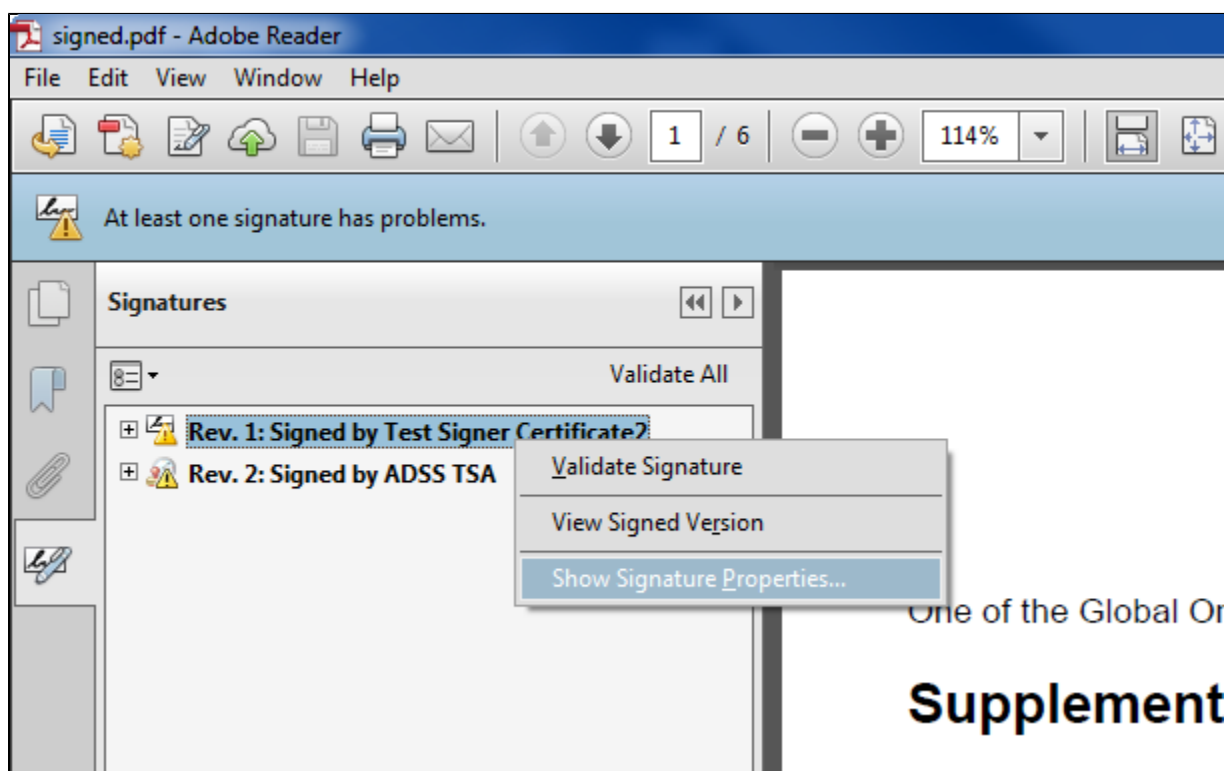 signed.pdf - Adobe Reader
File Edit View Window Help
1 / 6 114%
At least one signature has problems.
Signatures
Validate All
Rev. 1: Signed by Test Signer Certificate2
Rev. 2: Signed by ADSS TSA
Validate Signature
View Signed Version
Show Signature Properties...
One of the Global Or
Supplement